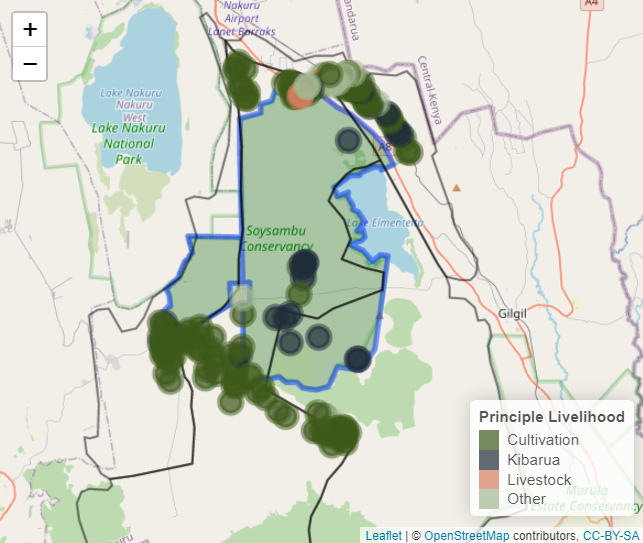 +
−
Nakuru
Airport
Lanet Barraks
A4
Central Kenya
Lake Nakuru
Nakuru
West
Lake Nakuru
National
Park
A8
Lake Elmenteita
Soysambu
Conservancy
Gilgil
Principle Livelihood
Cultivation
Kibarua
Livestock
Other
Marula
Estate Conservancy
Leaflet | © OpenStreetMap contributors, CC-BY-SA